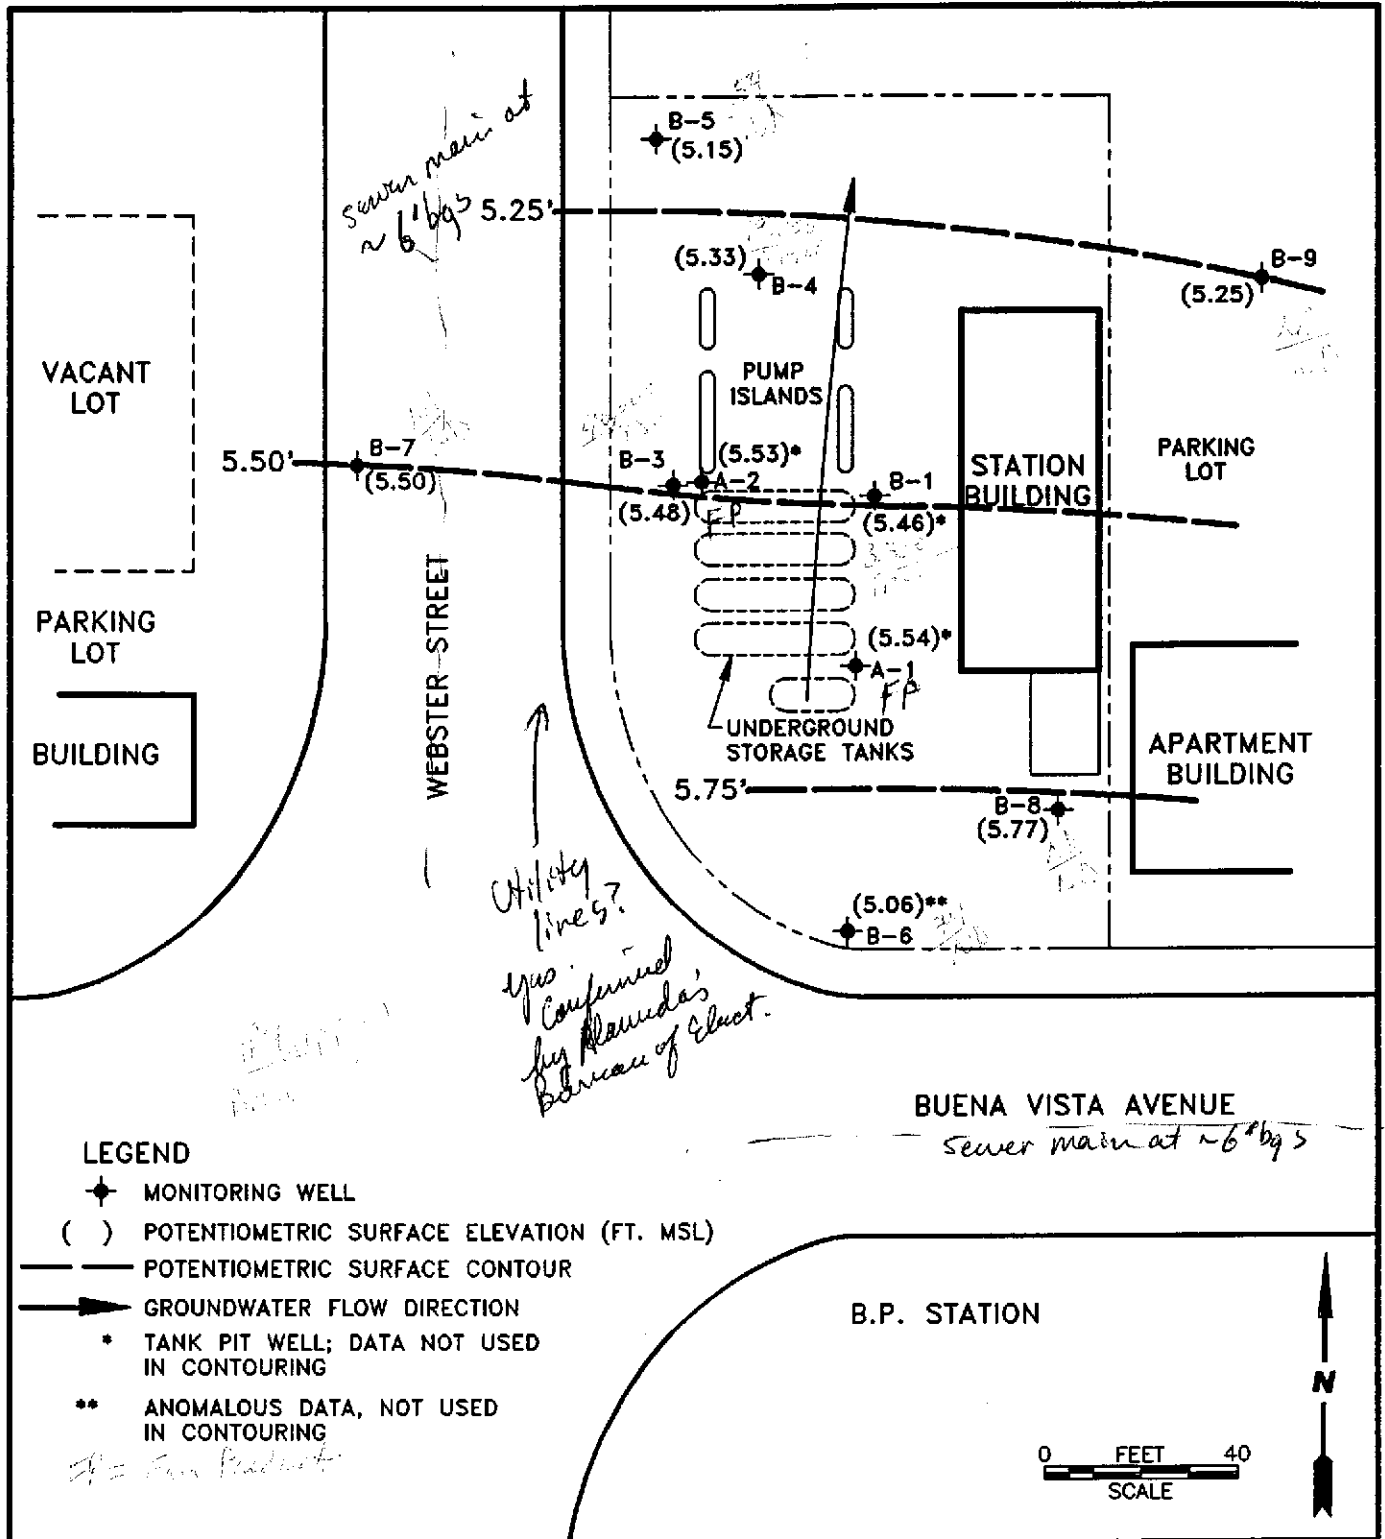 B-5
(5.15)
sewer main at
~ 6' bgs
5.25'
(5.33)
B-4
B-9
(5.25)
VACANT
LOT
PUMP
ISLANDS
5.50'
B-7
(5.50)
B-3
(5.48)
(5.53)*
A-2
FP
B-1
(5.46)*
STATION
BUILDING
PARKING
LOT
WEBSTER STREET
PARKING
LOT
BUILDING
(5.54)*
A-1
FP
UNDERGROUND
STORAGE TANKS
APARTMENT
BUILDING
5.75'
B-8
(5.77)
(5.06)**
B-6
Utility
lines?
yes.
Confirmed
by Alameda's
Bureau of Elect.
BUENA VISTA AVENUE
sewer main at ~6' bgs
LEGEND
MONITORING WELL
( ) POTENTIOMETRIC SURFACE ELEVATION (FT. MSL)
POTENTIOMETRIC SURFACE CONTOUR
GROUNDWATER FLOW DIRECTION
* TANK PIT WELL; DATA NOT USED
IN CONTOURING
** ANOMALOUS DATA, NOT USED
IN CONTOURING
FP = Free Product
B.P. STATION
N
0 FEET 40
SCALE